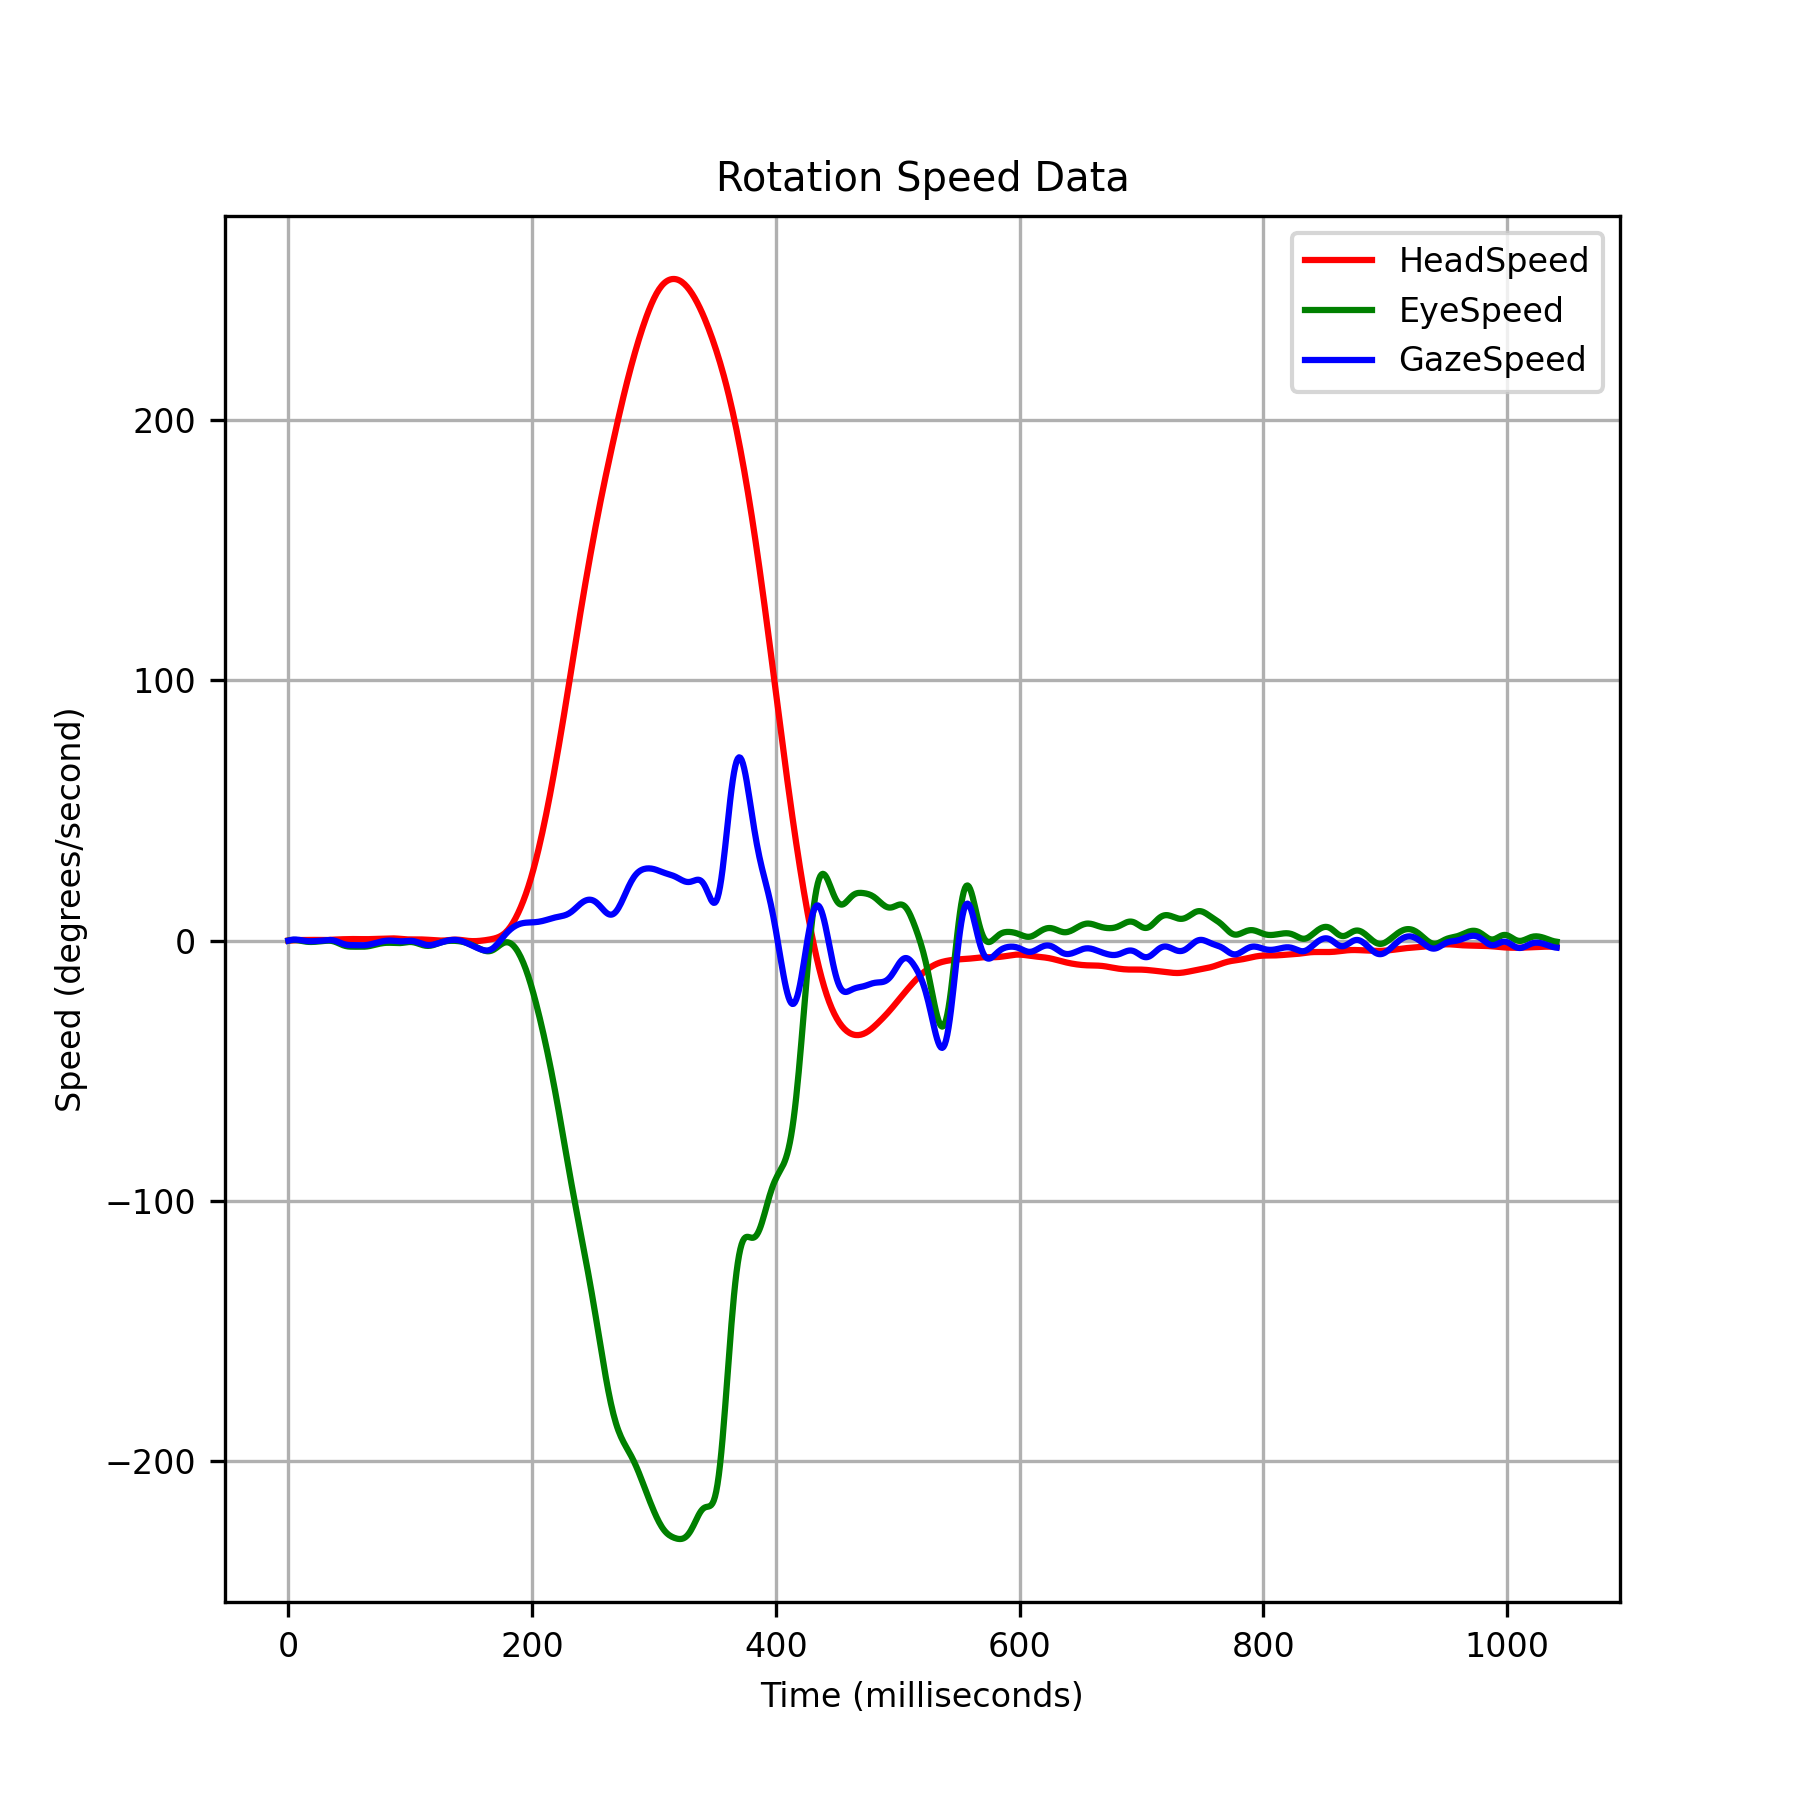 Rotation Speed Data
HeadSpeed
EyeSpeed
GazeSpeed
Speed (degrees/second)
200
100
0
−100
−200
0 200 400 600 800 1000
Time (milliseconds)